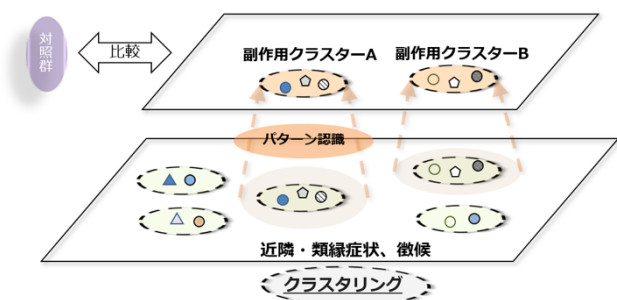 対照群
比較
副作用クラスターA
副作用クラスターB
パターン認識
近隣・類縁症状、徴候
クラスタリング